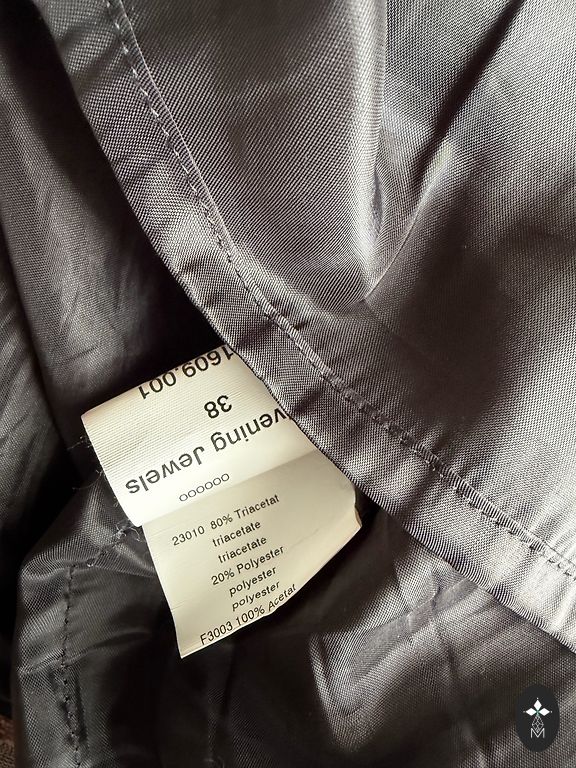 1609.001
38
vening Jewels
000000
23010 80% Triacetat
triacetate
triacetate
20% Polyester
polyester
polyester
F3003 100% Acetat
M